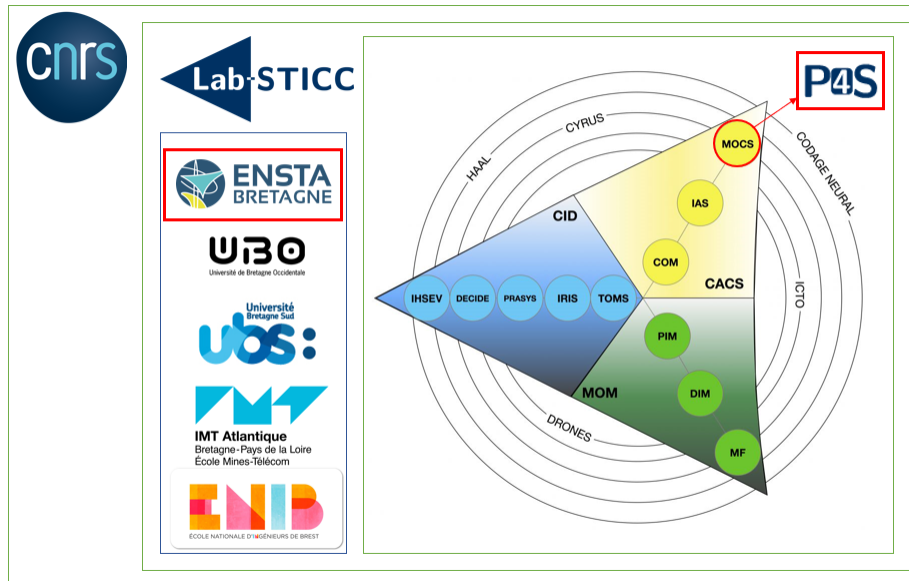 cnrs
Lab-STICC
ENSTA
BRETAGNE
UBO
Université de Bretagne Occidentale
Université
Bretagne Sud
ubs:
IMT
IMT Atlantique
Bretagne-Pays de la Loire
École Mines-Télécom
ENIB
ÉCOLE NATIONALE D'INGÉNIEURS DE BREST
P4S
MOCS
CYRUS
HAAL
CODAGE NEURAL
IAS
CID
COM
CACS
ICTO
IHSEV
DECIDE
PRASYS
IRIS
TOMS
PIM
MOM
DIM
DRONES
MF